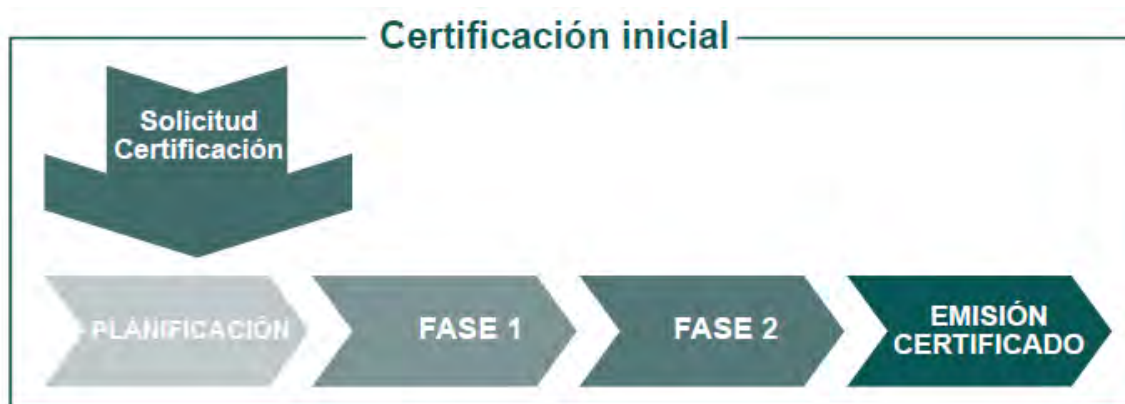 Certificación inicial
Solicitud
Certificación
PLANIFICACIÓN
FASE 1
FASE 2
EMISIÓN
CERTIFICADO